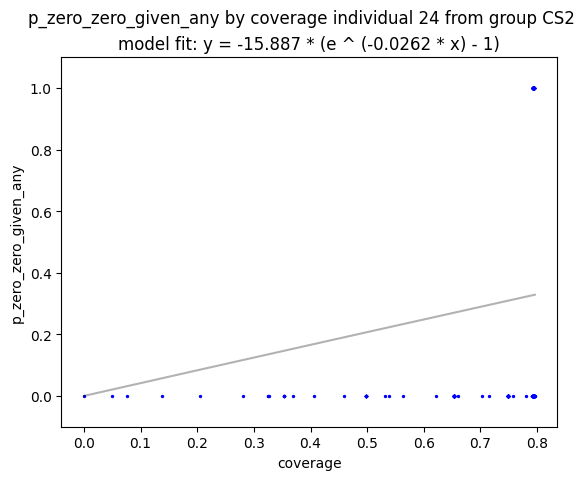 p_zero_zero_given_any by coverage individual 24 from group CS2
model fit: y = -15.887 * (e ^ (-0.0262 * x) - 1)
1.0
0.8
0.6
0.4
0.2
0.0
p_zero_zero_given_any
0.0 0.1 0.2 0.3 0.4 0.5 0.6 0.7 0.8
coverage